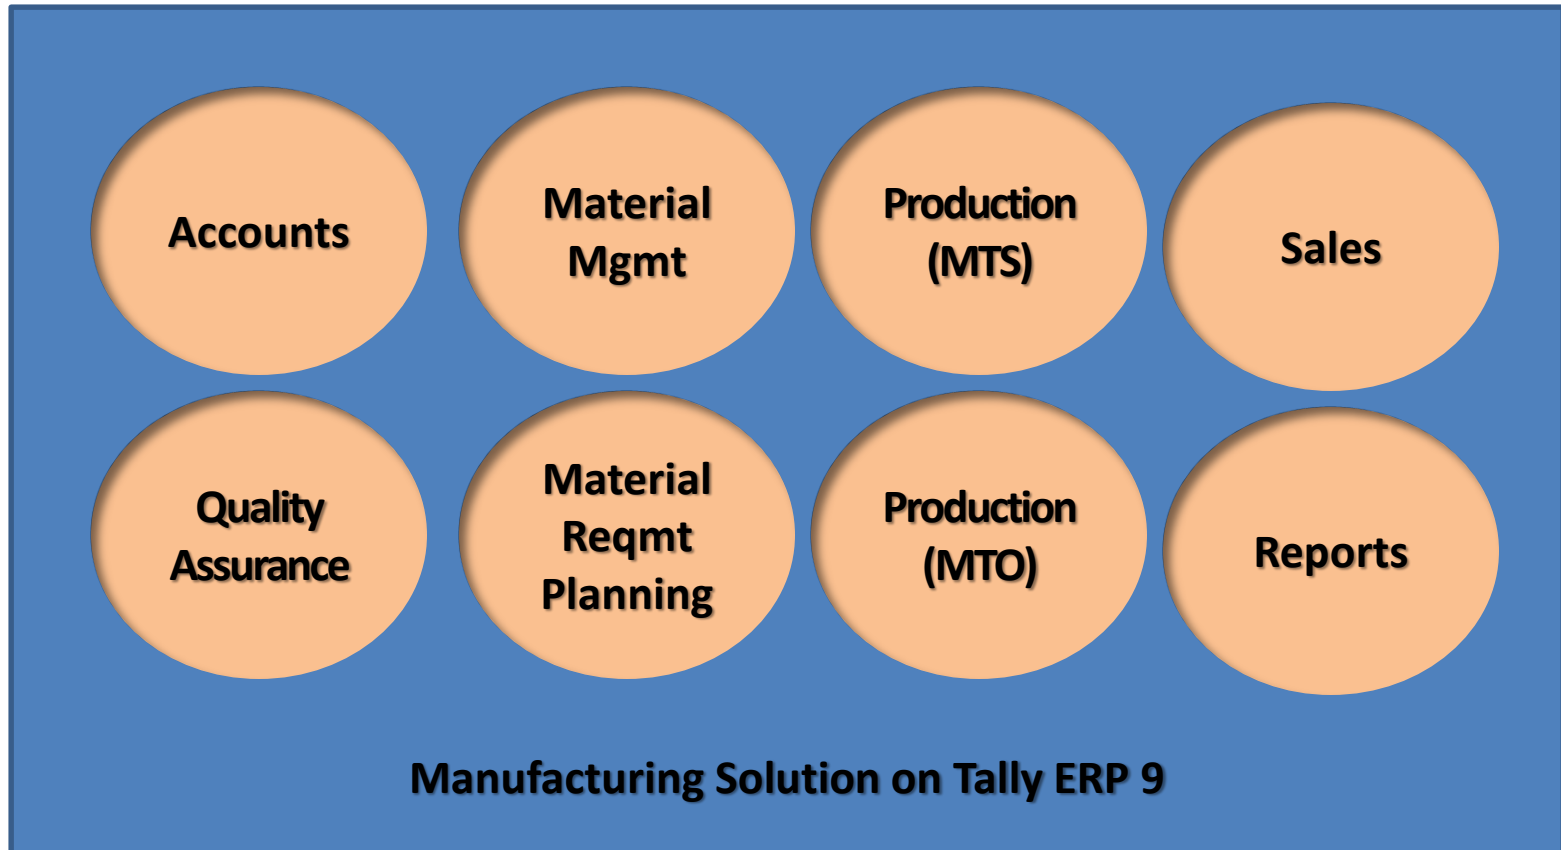 Accounts
Material
Mgmt
Production
(MTS)
Sales
Quality
Assurance
Material
Reqmt
Planning
Production
(MTO)
Reports
Manufacturing Solution on Tally ERP 9